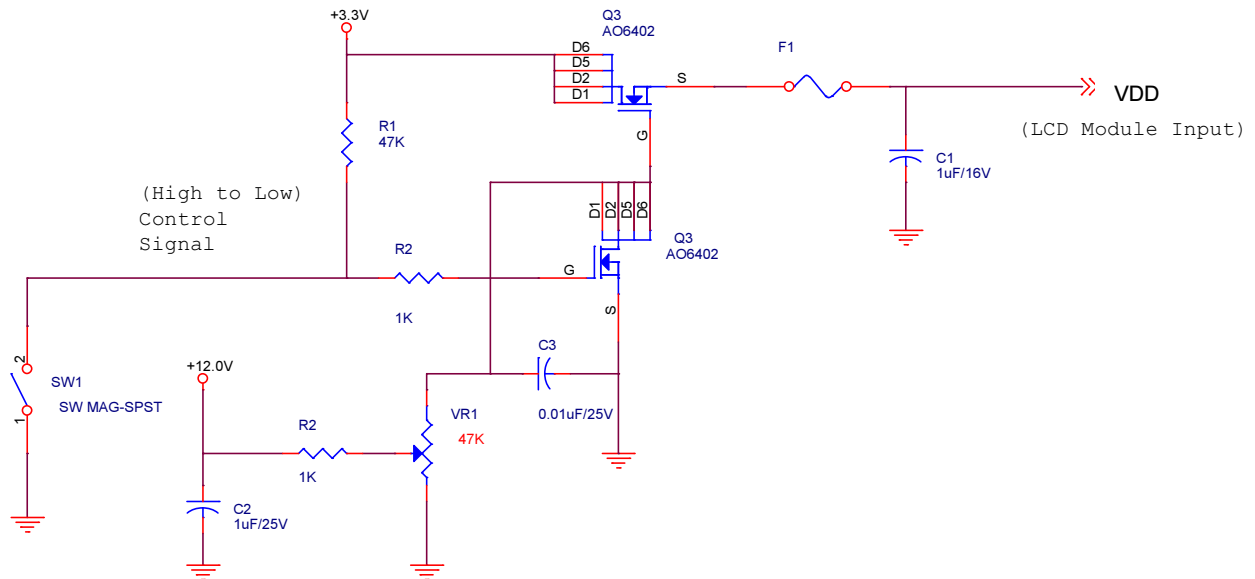 +3.3V
Q3
AO6402
F1
D6
D5
D2
D1
S
G
VDD
(LCD Module Input)
R1
47K
C1
1uF/16V
(High to Low)
Control
Signal
D1
D2
D5
D6
Q3
AO6402
R2
1K
G
S
C3
0.01uF/25V
+12.0V
2
1
SW1
SW MAG-SPST
R2
1K
VR1
47K
C2
1uF/25V